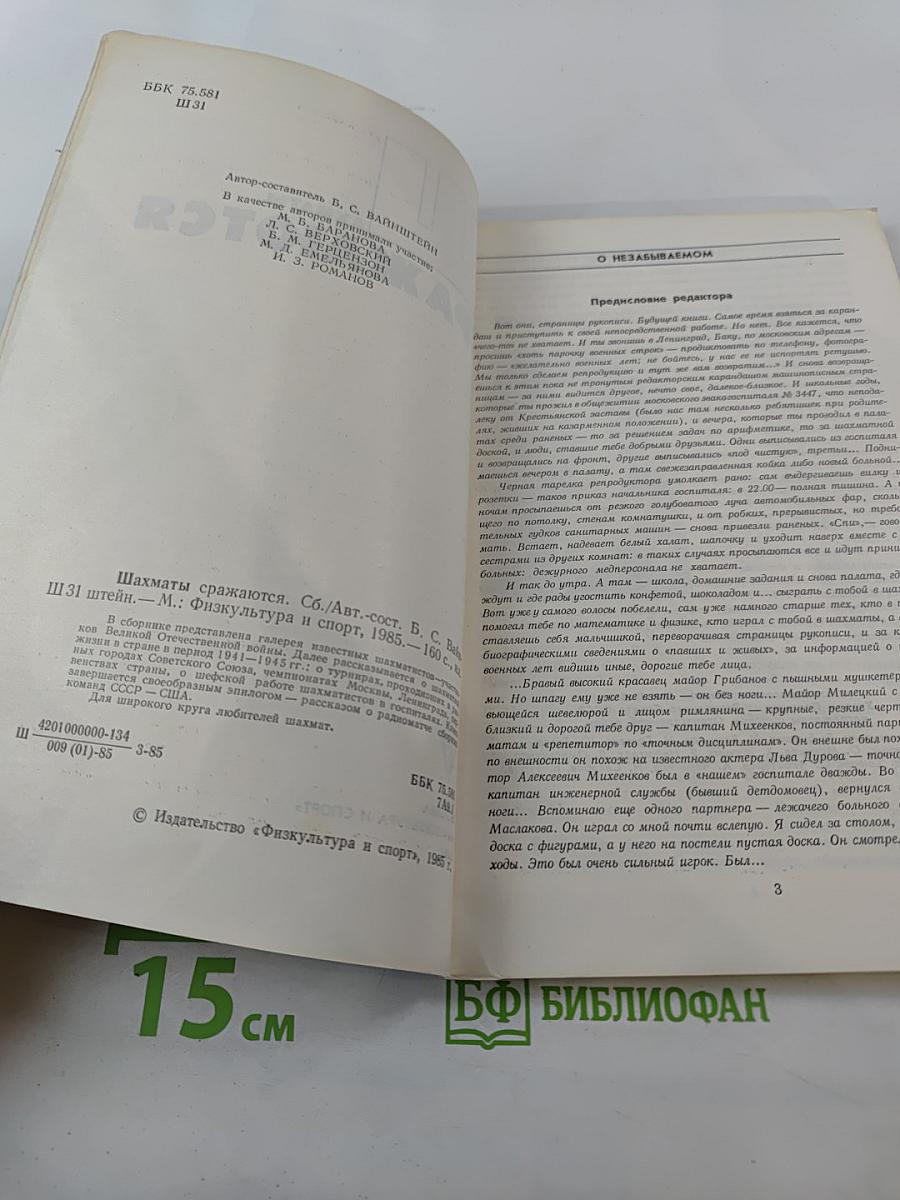 ББК 75.581
Ш 31
Автор-составитель Б. С. ВАЙНШТЕЙН
В качестве авторов принимали участие:
М. Б. БАРАНОВА
Л. С. ВЕРХОВСКИЙ
Б. М. ГЕРЦЕНЗОН
М. Д. ЕМЕЛЬЯНОВА
И. З. РОМАНОВ
Шахматы сражаются. Сб./Авт.-сост. Б. С. Вайн
Ш 31 штейн.— М.: Физкультура и спорт, 1985.— 160 с.,
В сборнике представлена галерея известных шахматистов—
ков Великой Отечественной войны. Далее рассказывается о
жизни в стране в период 1941—1945 гг.: о турнирах, проходивших в
ных городах Советского Союза, чемпионатах Москвы, Ленинграда,
венствах страны, о шефской работе шахматистов в госпиталях.
завершается своеобразным эпилогом — рассказом о радиоматче
команд СССР — США.
Для широкого круга любителей шахмат.
Ш 4201000000-134
009 (01)-85 3-85
ББК 75.58
7А9.1
© Издательство «Физкультура и спорт», 1985 г.
О НЕЗАБЫВАЕМОМ
Предисловие редактора
Вот они, страницы рукописи. Будущей книги. Самое время взяться за каран-
даш и приступить к своей непосредственной работе. Но нет. Все кажется, что
«чего-то» не хватает. И ты звонишь в Ленинград, Баку, по московским адресам —
просишь «хоть парочку военных строк» — продиктовать по телефону, фотогра-
фию — «желательно военных лет; не бойтесь, у нас ее не испортят ретушью.
Мы только сделаем репродукцию и тут же вам возвратим...» И снова возвраща-
ешься к этим пока не тронутым редакторским карандашом машинописным стра-
ницам — за ними видится другое, нечто свое, далекое-близкое. И школьные годы,
которые ты прожил в общежитии московского эвакогоспиталя № 3447, что непода-
леку от Крестьянской заставы (было нас там несколько ребятишек при родите-
лях, живших на казарменном положении), и вечера, которые ты проводил в пала-
тах среди раненых — то за решением задач по арифметике, то за шахматной
доской, и люди, ставшие тебе добрыми друзьями. Одни выписывались из госпиталя
и возвращались на фронт, другие выписывались «под чистую», третьи... Подни-
маешься вечером в палату, а там свежезаправленная койка либо новый больной...
Черная тарелка репродуктора умолкает рано: сам выдергиваешь вилку и
розетки — таков приказ начальника госпиталя: в 22.00 — полная тишина. А
ночам просыпаешься от резкого голубоватого луча автомобильных фар, сколь
щего по потолку, стенам комнатушки, и от робких, прерывистых, но требо
тельных гудков санитарных машин — снова привезли раненых. «Спи»,— гово
мать. Встает, надевает белый халат, шапочку и уходит наверх вместе с
сестрами из других комнат: в таких случаях просыпаются все и идут прини
больных: дежурного медперсонала не хватает.
И так до утра. А там — школа, домашние задания и снова палата, гд
ждут и где рады угостить конфетой, шоколадом и... сыграть с тобой в шах
Вот уже у самого волосы побелели, сам уже намного старше тех, кто в
помогал тебе по математике и физике, кто играл с тобой в шахматы, а
ставляешь себя мальчишкой, переворачивая страницы рукописи, и за к
биографическими сведениями о «павших и живых», за информацией о
военных лет видишь иные, дорогие тебе лица.
...Бравый высокий красавец майор Грибанов с пышными мушкетер
ми. Но шпагу ему уже не взять — он без ноги... Майор Милецкий с
вьющейся шевелюрой и лицом римлянина — крупные, резкие черт
близкий и дорогой тебе друг — капитан Михеенков, постоянный пар
матам и «репетитор» по «точным дисциплинам». Он внешне был пох
по внешности он похож на известного актера Льва Дурова — точно
тор Алексеевич Михеенков был в «нашем» госпитале дважды. Во
капитан инженерной службы (бывший детдомовец), вернулся
ноги... Вспоминаю еще одного партнера — лежачего больного
Маслакова. Он играл со мной почти вслепую. Я сидел за столом,
доска с фигурами, а у него на постели пустая доска. Он смотрел
ходы. Это был очень сильный игрок. Был...
3
15 см
БФ БИБЛИОФАН